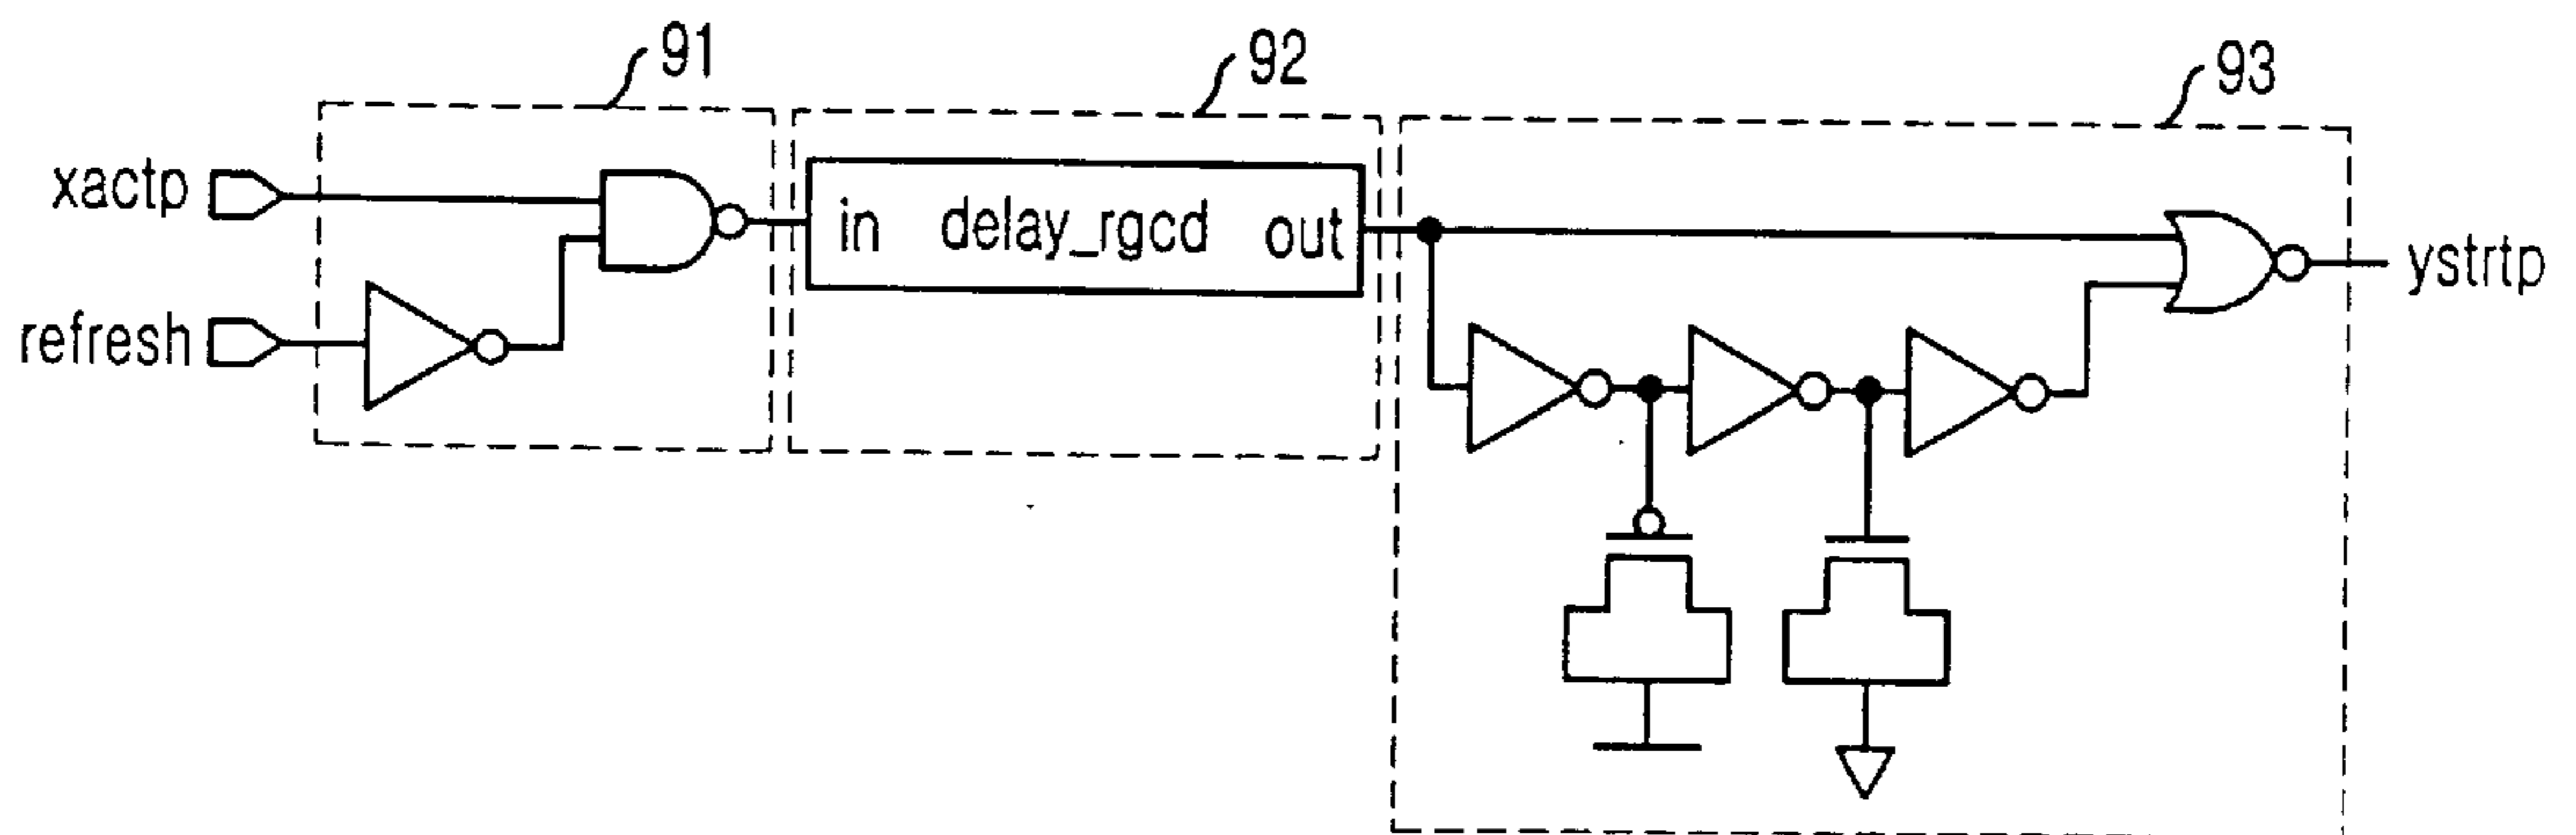 91
92
93
xactp
in delay_rgcd out
ystrtp
refresh